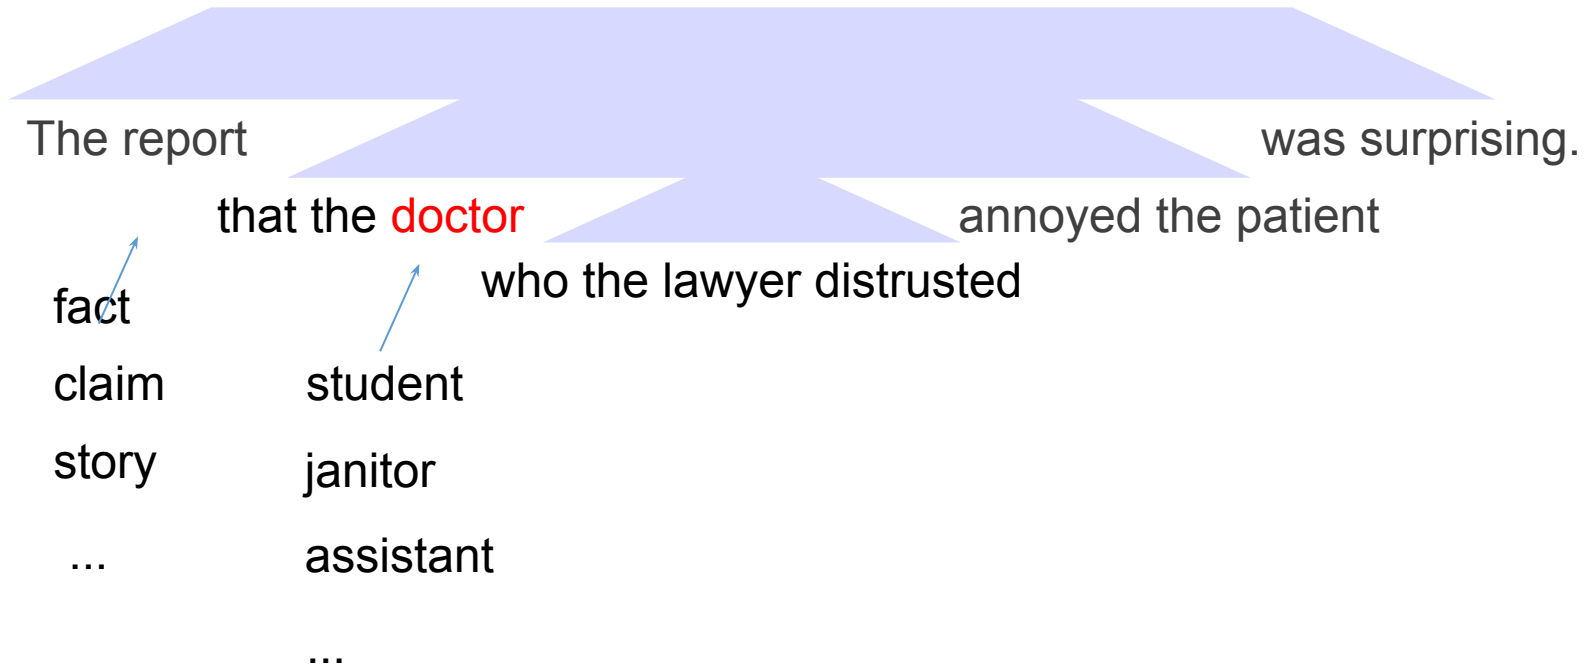 The report was surprising.
that the doctor annoyed the patient
who the lawyer distrusted
fact
claim
story
...
student
janitor
assistant
...